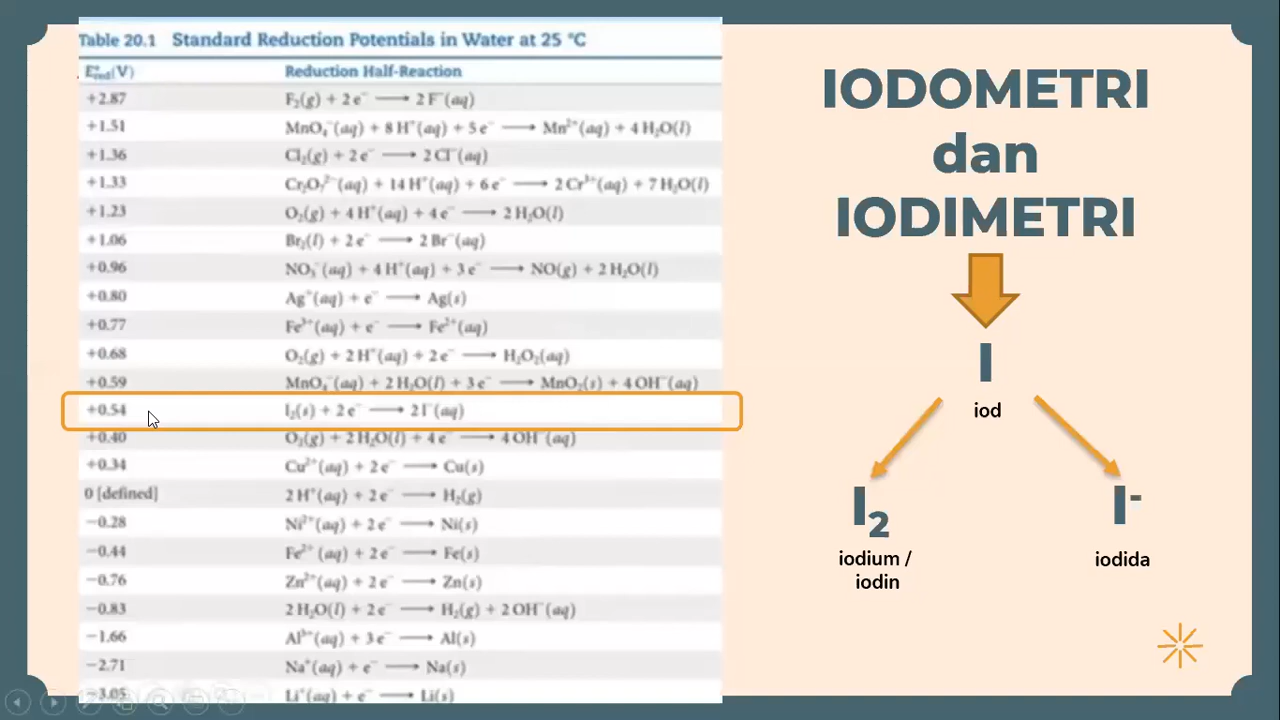 Table 20.1 Standard Reduction Potentials in Water at 25 °C
E°red(V) Reduction Half-Reaction
+2.87 F₂(g) + 2 e⁻ ⟶ 2 F⁻(aq)
+1.51 MnO₄⁻(aq) + 8 H⁺(aq) + 5 e⁻ ⟶ Mn²⁺(aq) + 4 H₂O(l)
+1.36 Cl₂(g) + 2 e⁻ ⟶ 2 Cl⁻(aq)
+1.33 Cr₂O₇²⁻(aq) + 14 H⁺(aq) + 6 e⁻ ⟶ 2 Cr³⁺(aq) + 7 H₂O(l)
+1.23 O₂(g) + 4 H⁺(aq) + 4 e⁻ ⟶ 2 H₂O(l)
+1.06 Br₂(l) + 2 e⁻ ⟶ 2 Br⁻(aq)
+0.96 NO₃⁻(aq) + 4 H⁺(aq) + 3 e⁻ ⟶ NO(g) + 2 H₂O(l)
+0.80 Ag⁺(aq) + e⁻ ⟶ Ag(s)
+0.77 Fe³⁺(aq) + e⁻ ⟶ Fe²⁺(aq)
+0.68 O₂(g) + 2 H⁺(aq) + 2 e⁻ ⟶ H₂O₂(aq)
+0.59 MnO₄⁻(aq) + 2 H₂O(l) + 3 e⁻ ⟶ MnO₂(s) + 4 OH⁻(aq)
+0.54 I₂(s) + 2 e⁻ ⟶ 2 I⁻(aq)
+0.40 O₂(g) + 2 H₂O(l) + 4 e⁻ ⟶ 4 OH⁻(aq)
+0.34 Cu²⁺(aq) + 2 e⁻ ⟶ Cu(s)
0 [defined] 2 H⁺(aq) + 2 e⁻ ⟶ H₂(g)
−0.28 Ni²⁺(aq) + 2 e⁻ ⟶ Ni(s)
−0.44 Fe²⁺(aq) + 2 e⁻ ⟶ Fe(s)
−0.76 Zn²⁺(aq) + 2 e⁻ ⟶ Zn(s)
−0.83 2 H₂O(l) + 2 e⁻ ⟶ H₂(g) + 2 OH⁻(aq)
−1.66 Al³⁺(aq) + 3 e⁻ ⟶ Al(s)
−2.71 Na⁺(aq) + e⁻ ⟶ Na(s)
−3.05 Li⁺(aq) + e⁻ ⟶ Li(s)
IODOMETRI
dan
IODIMETRI
I
iod
I₂
iodium /
iodin
I⁻
iodida